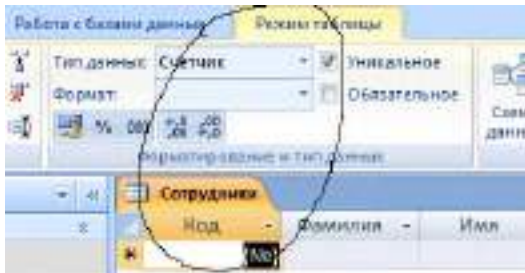 Работа с базами данных Режим таблицы
Тип данных: Счетчик Уникальное
Формат: Обязательное
% 000
Форматирование и тип данных
Сотрудники
Код Фамилия Имя
(№)